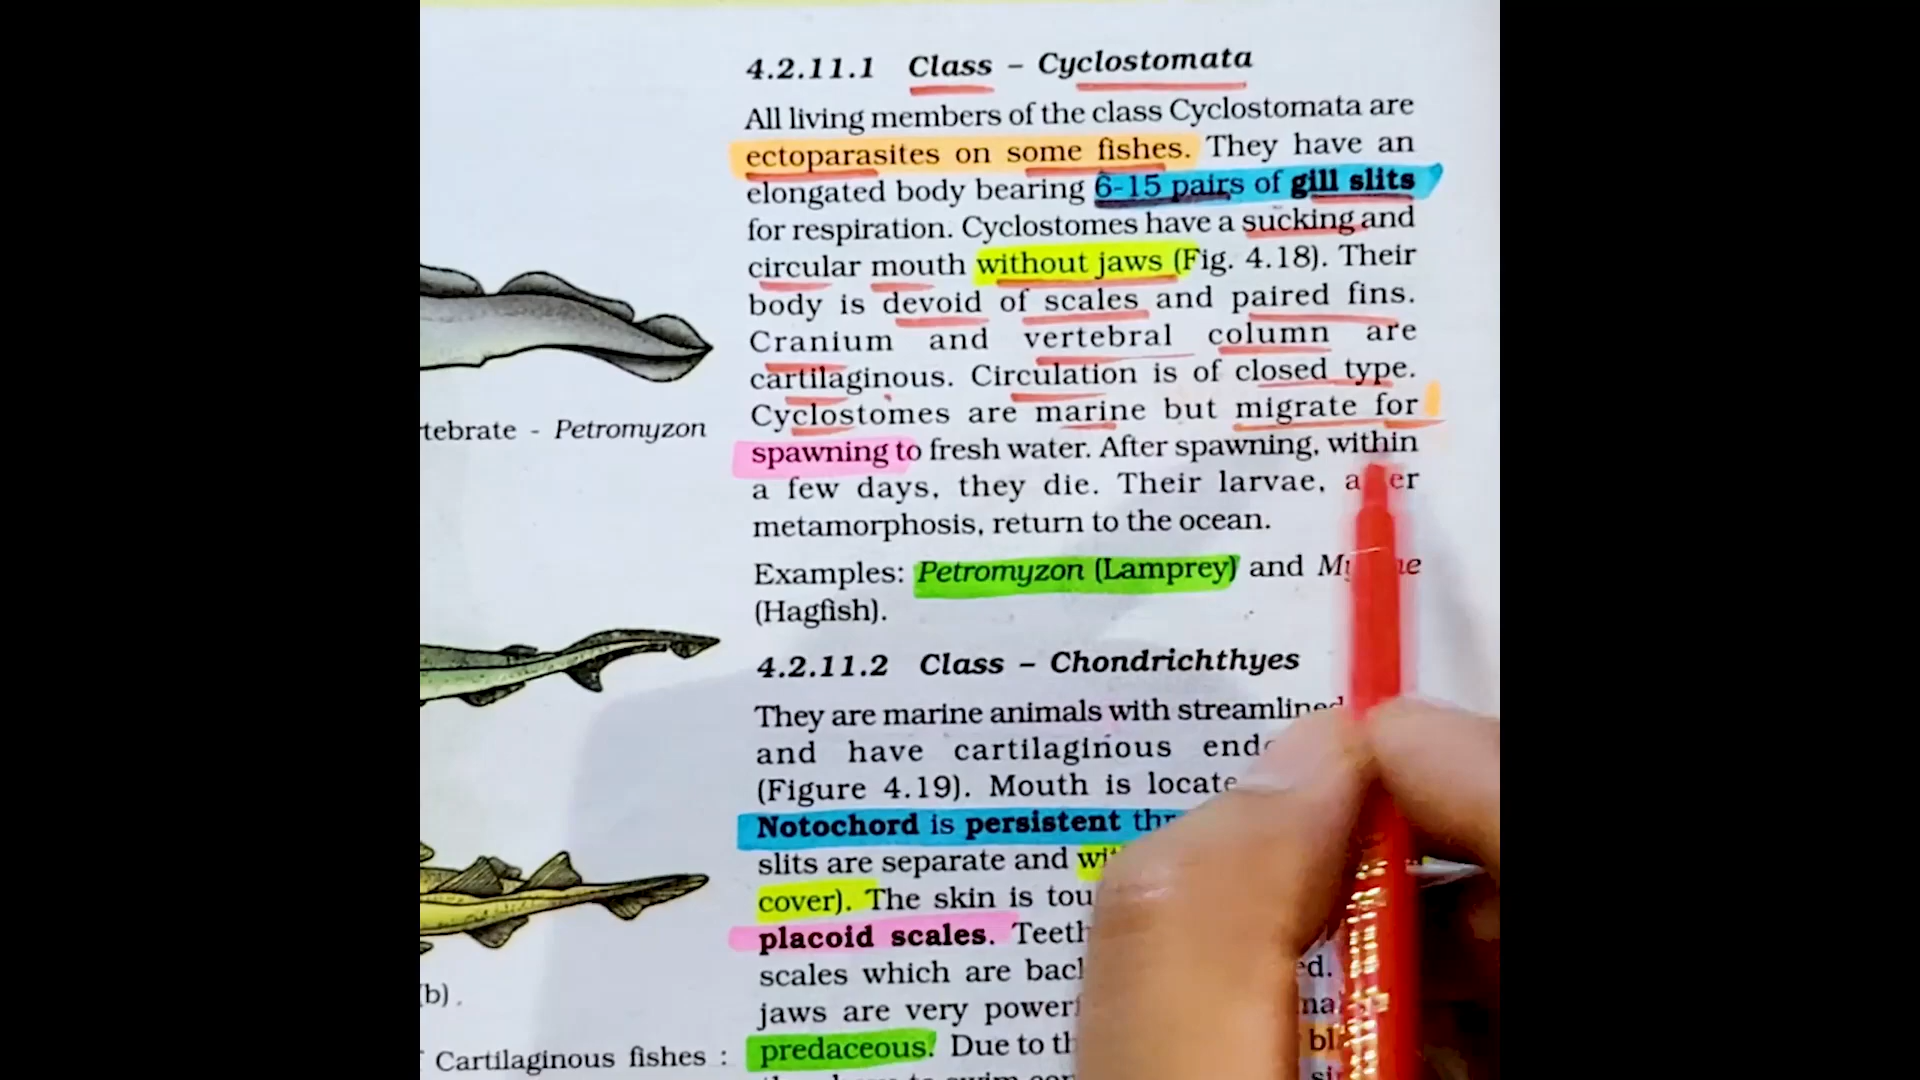 4.2.11.1 Class – Cyclostomata
All living members of the class Cyclostomata are
ectoparasites on some fishes. They have an
elongated body bearing 6-15 pairs of gill slits
for respiration. Cyclostomes have a sucking and
circular mouth without jaws (Fig. 4.18). Their
body is devoid of scales and paired fins.
Cranium and vertebral column are
cartilaginous. Circulation is of closed type.
Cyclostomes are marine but migrate for
spawning to fresh water. After spawning, within
a few days, they die. Their larvae,
metamorphosis, return to the ocean.
Examples: Petromyzon (Lamprey) and
(Hagfish).
tebrate - Petromyzon
4.2.11.2 Class – Chondrichthyes
They are marine animals with streamlined
and have cartilaginous
(Figure 4.19). Mouth is
Notochord is persistent
slits are separate and
cover). The skin is
placoid scales. Teeth
scales which are
jaws are very
predaceous. Due to
(b).
Cartilaginous fishes :